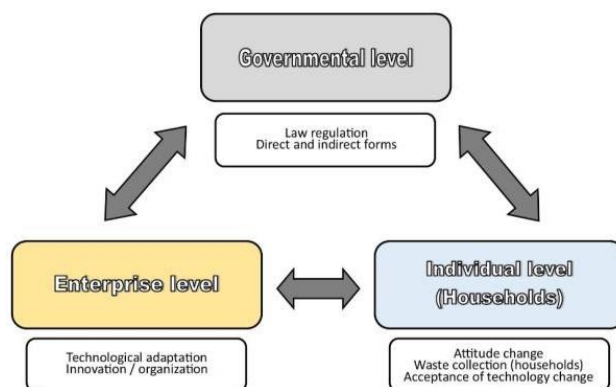 Governmental level
Law regulation
Direct and indirect forms
Enterprise level
Technological adaptation
Innovation / organization
Individual level
(Households)
Attitude change
Waste collection (households)
Acceptance of technology change